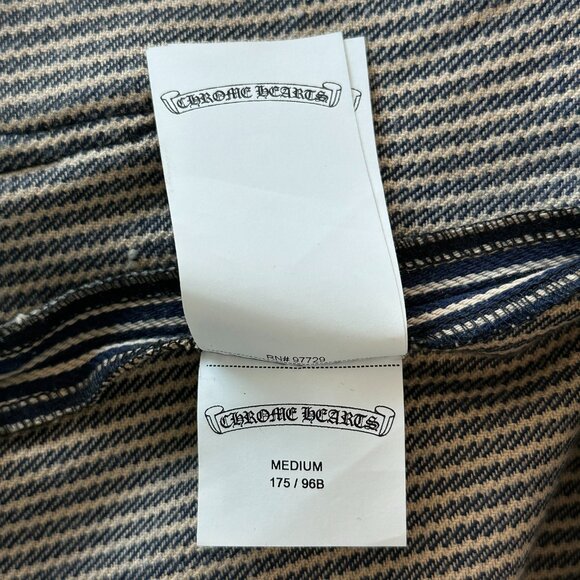 CHROME HEARTS
RN# 97729
CHROME HEARTS
MEDIUM
175 / 96B